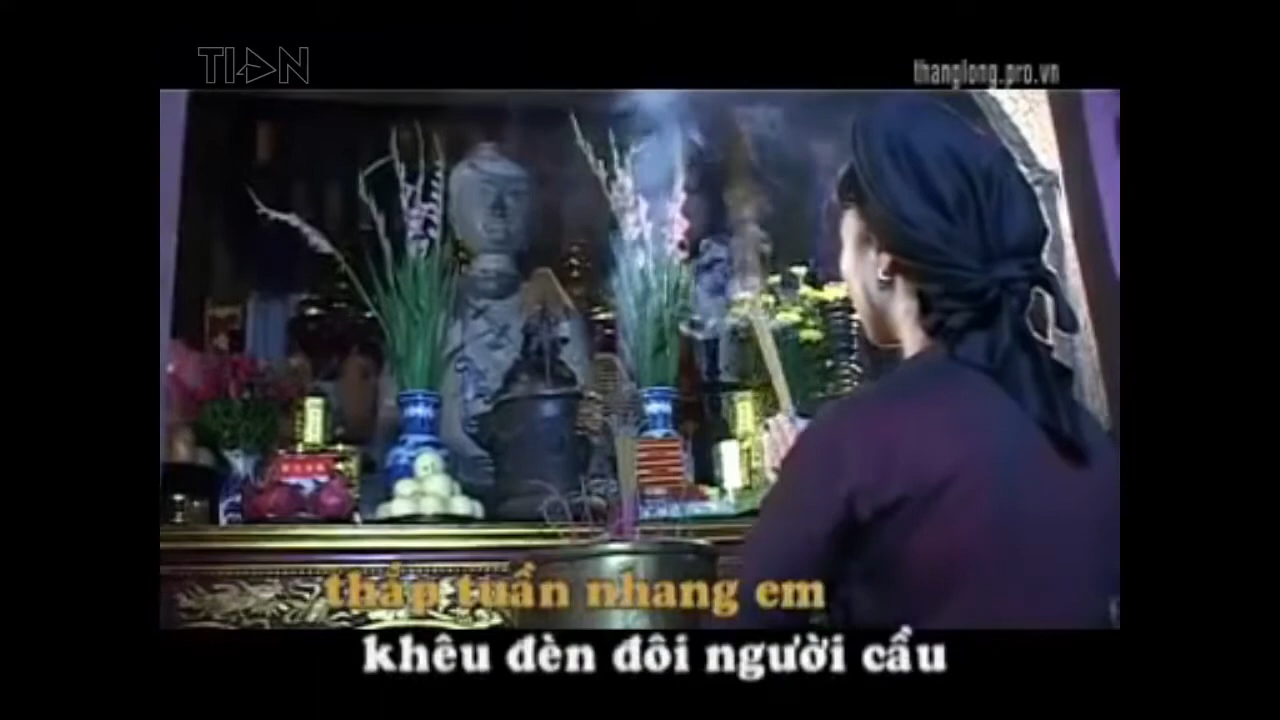 TIAN
thanglong.pro.vn
thắp tuần nhang em
khêu đèn đôi người cầu